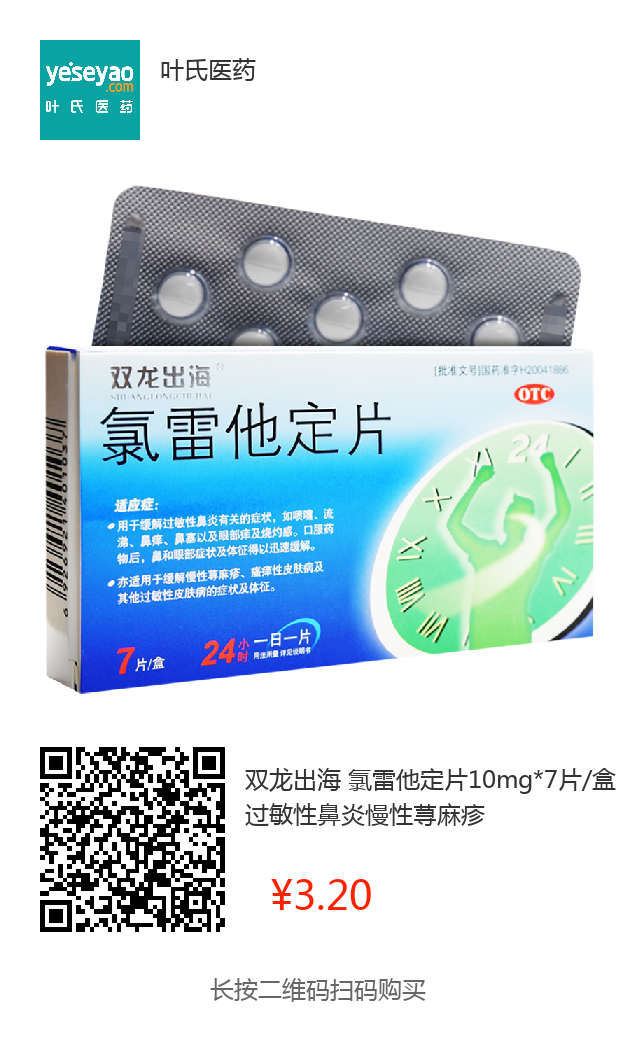 yeseyao
.com
叶氏医药
叶氏医药
双龙出海
SHUANGLONGCHUHAI
[批准文号]国药准字H20041886
OTC
氯雷他定片
24
适应症:
用于缓解过敏性鼻炎有关的症状,如喷嚏、流
涕、鼻痒、鼻塞以及眼部痒及烧灼感。口服药
物后,鼻和眼部症状及体征得以迅速缓解。
亦适用于缓解慢性荨麻疹、瘙痒性皮肤病及
其他过敏性皮肤病的症状及体征。
7片/盒
24小时
一日一片
用法用量 详见说明书
双龙出海 氯雷他定片10mg*7片/盒
过敏性鼻炎慢性荨麻疹
¥3.20
长按二维码扫码购买